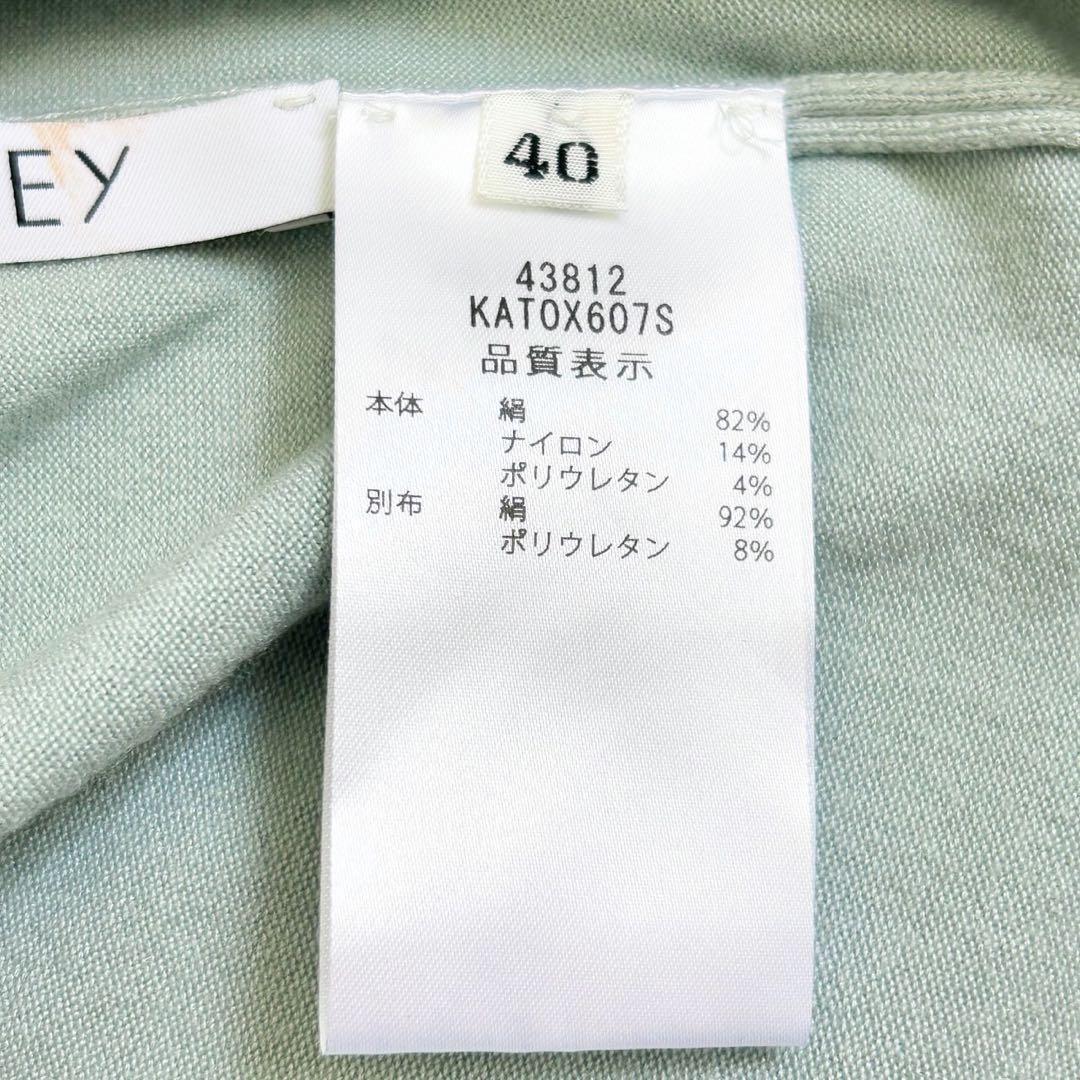 EY
40
43812
KATOX607S
品質表示
本体 絹 82%
ナイロン 14%
ポリウレタン 4%
別布 絹 92%
ポリウレタン 8%